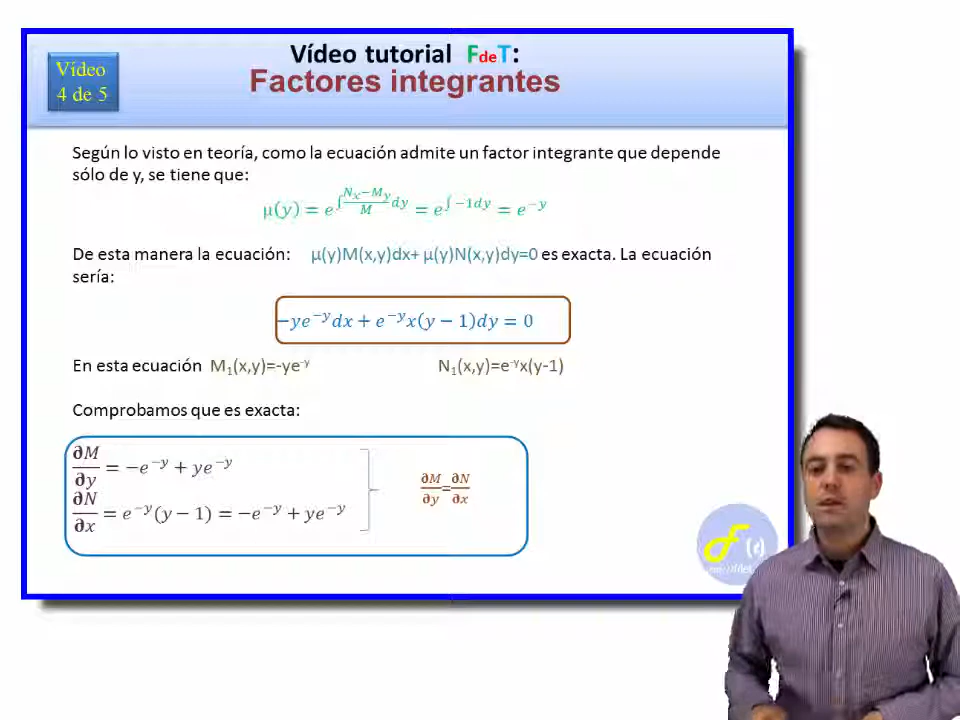 Vídeo
4 de 5
Vídeo tutorial FdeT:
Factores integrantes
Según lo visto en teoría, como la ecuación admite un factor integrante que depende
sólo de y, se tiene que:
μ(y) = e^{∫\frac{N_x−M_y}{M}dy} = e^{∫−1dy} = e^{−y}
De esta manera la ecuación: μ(y)M(x,y)dx+ μ(y)N(x,y)dy=0 es exacta. La ecuación
sería:
−ye^{−y}dx + e^{−y}x(y − 1)dy = 0
En esta ecuación M₁(x,y)=-ye^{-y} N₁(x,y)=e^{-y}x(y-1)
Comprobamos que es exacta:
∂M/∂y = −e^{−y} + ye^{−y}
∂N/∂x = e^{−y}(y − 1) = −e^{−y} + ye^{−y}
∂M/∂y=∂N/∂x